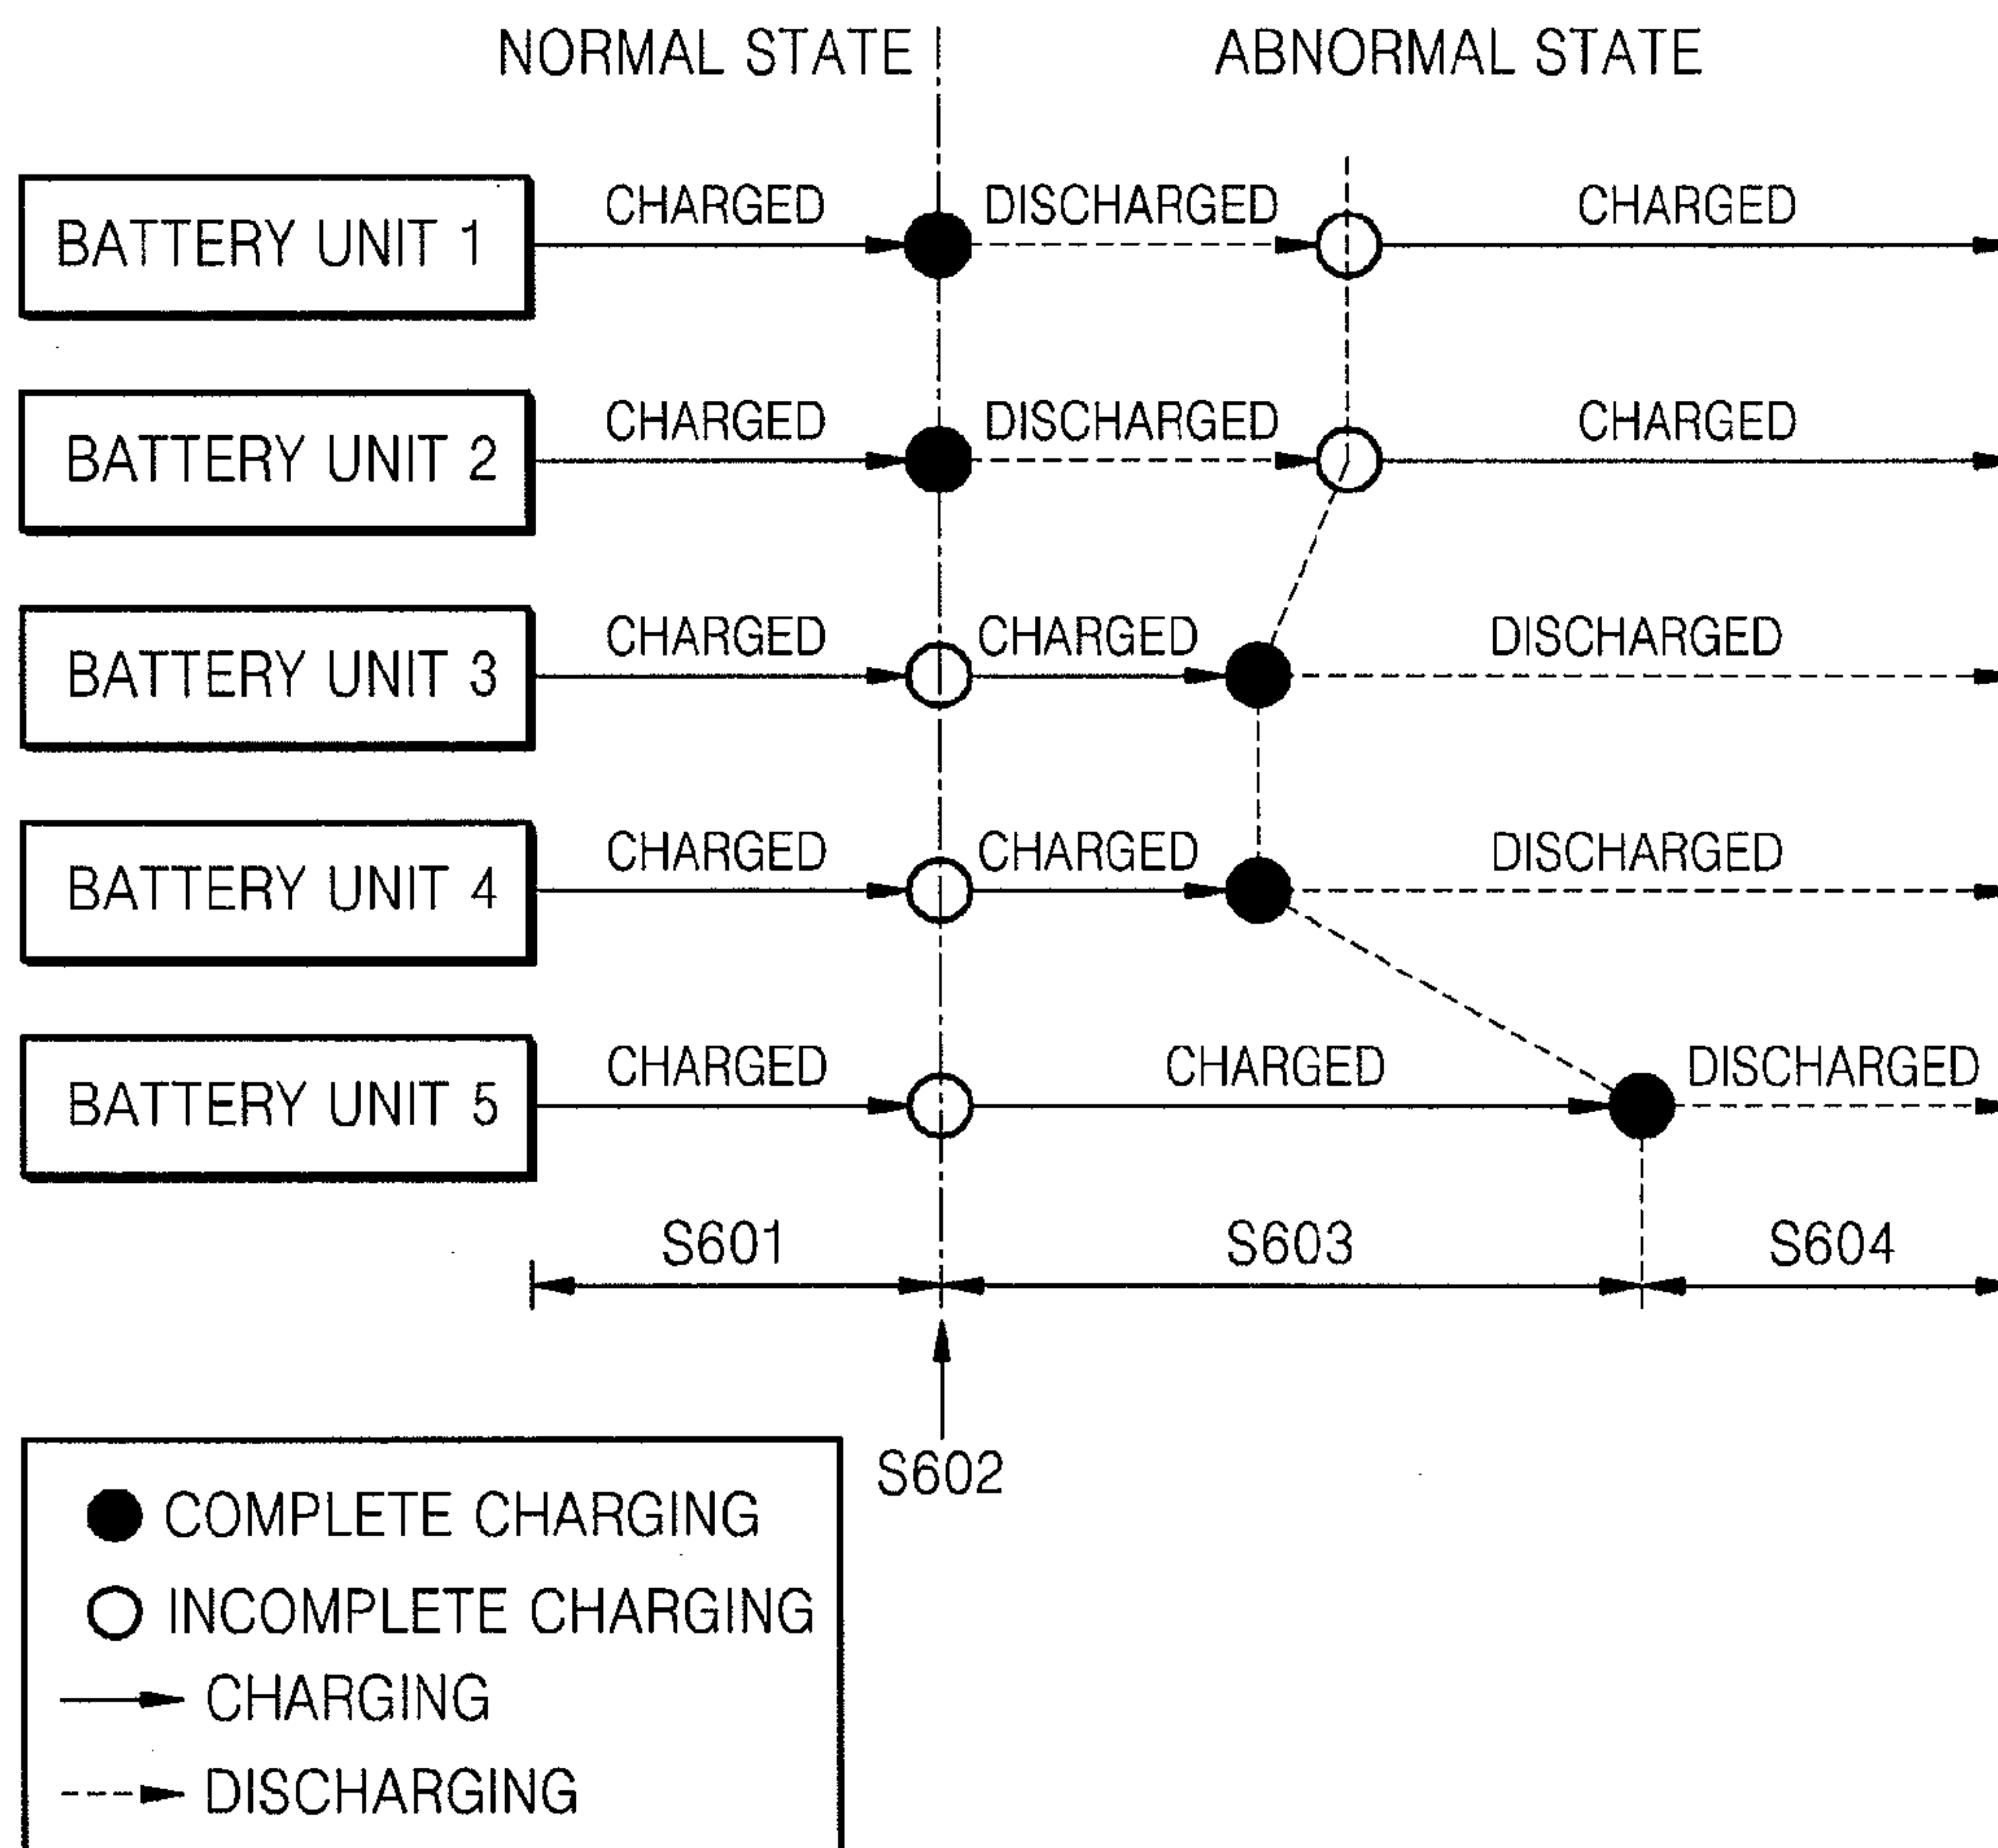 NORMAL STATE ABNORMAL STATE
CHARGED DISCHARGED CHARGED
BATTERY UNIT 1
CHARGED DISCHARGED CHARGED
BATTERY UNIT 2
CHARGED CHARGED DISCHARGED
BATTERY UNIT 3
CHARGED CHARGED DISCHARGED
BATTERY UNIT 4
CHARGED CHARGED DISCHARGED
BATTERY UNIT 5
S601 S603 S604
S602
COMPLETE CHARGING
INCOMPLETE CHARGING
CHARGING
DISCHARGING